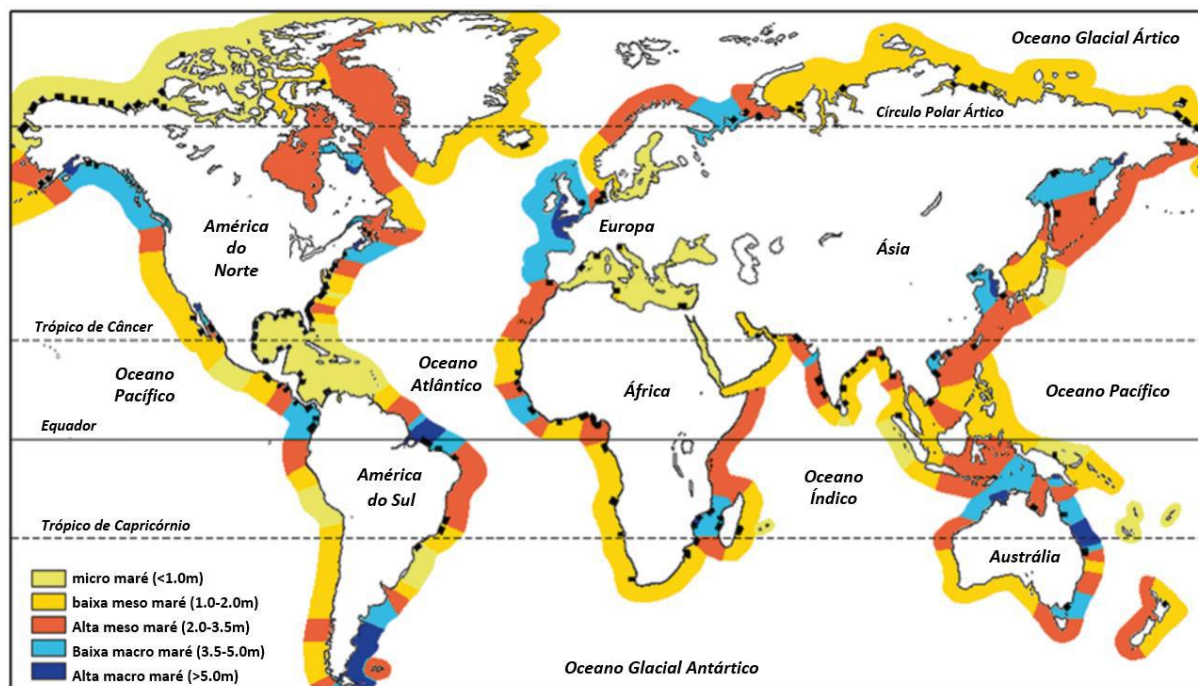 Oceano Glacial Ártico
Círculo Polar Ártico
América
do
Norte
Europa
Ásia
Trópico de Câncer
Oceano
Pacífico
Oceano
Atlântico
África
Oceano Pacífico
Equador
América
do Sul
Oceano
Índico
Trópico de Capricórnio
Austrália
micro maré (<1.0m)
baixa meso maré (1.0-2.0m)
Alta meso maré (2.0-3.5m)
Baixa macro maré (3.5-5.0m)
Alta macro maré (>5.0m)
Oceano Glacial Antártico